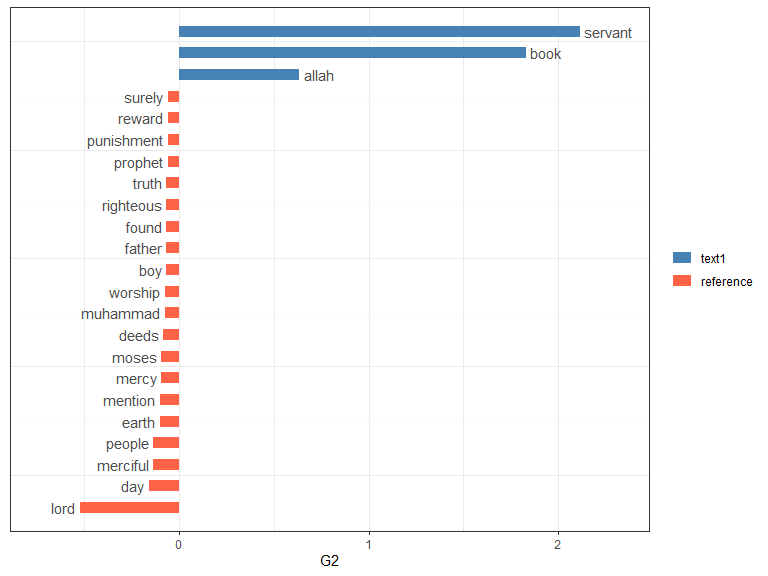 servant
book
allah
surely
reward
punishment
prophet
truth
righteous
found
father
boy
worship
muhammad
deeds
moses
mercy
mention
earth
people
merciful
day
lord
0 1 2
G2
text1
reference